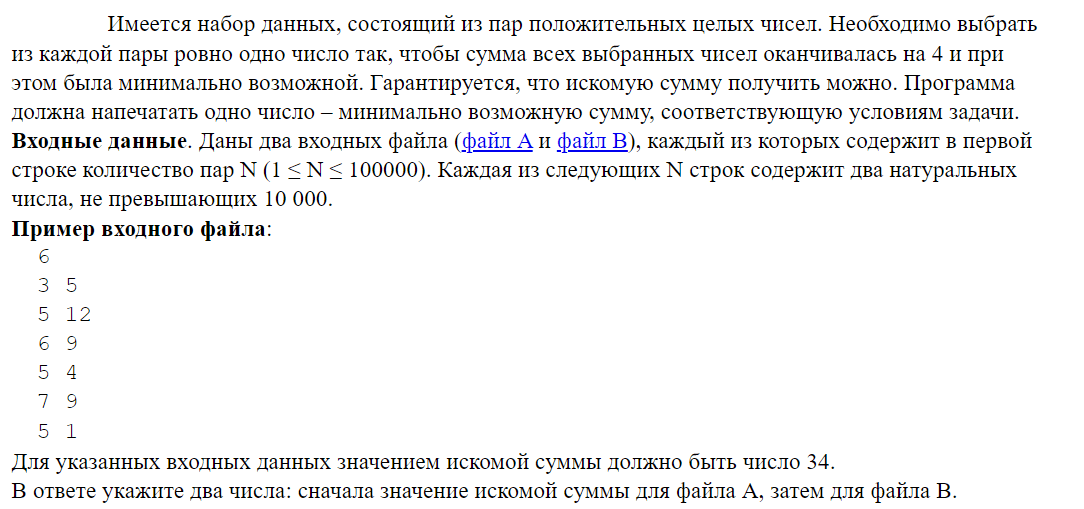 Имеется набор данных, состоящий из пар положительных целых чисел. Необходимо выбрать
из каждой пары ровно одно число так, чтобы сумма всех выбранных чисел оканчивалась на 4 и при
этом была минимально возможной. Гарантируется, что искомую сумму получить можно. Программа
должна напечатать одно число – минимально возможную сумму, соответствующую условиям задачи.
Входные данные. Даны два входных файла (файл A и файл B), каждый из которых содержит в первой
строке количество пар N (1 ≤ N ≤ 100000). Каждая из следующих N строк содержит два натуральных
числа, не превышающих 10 000.
Пример входного файла:
6
3 5
5 12
6 9
5 4
7 9
5 1
Для указанных входных данных значением искомой суммы должно быть число 34.
В ответе укажите два числа: сначала значение искомой суммы для файла A, затем для файла B.